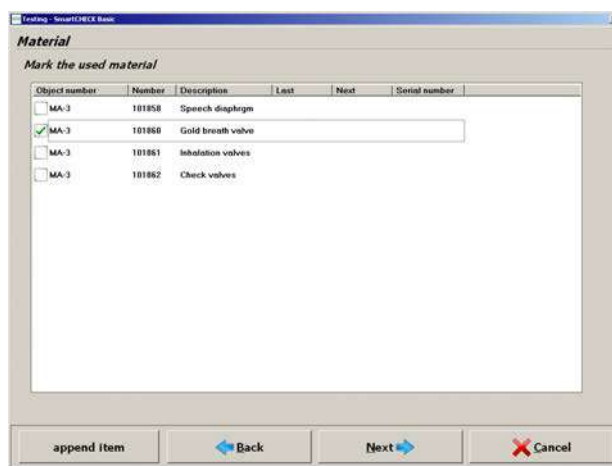 Testing - SmartCHECK Basic
Material
Mark the used material
Object number Number Description Last Next Serial number
MA-3 101858 Speech diaphrgm
MA-3 101860 Gold breath valve
MA-3 101861 Inhalation valves
MA-3 101862 Check valves
append item Back Next Cancel